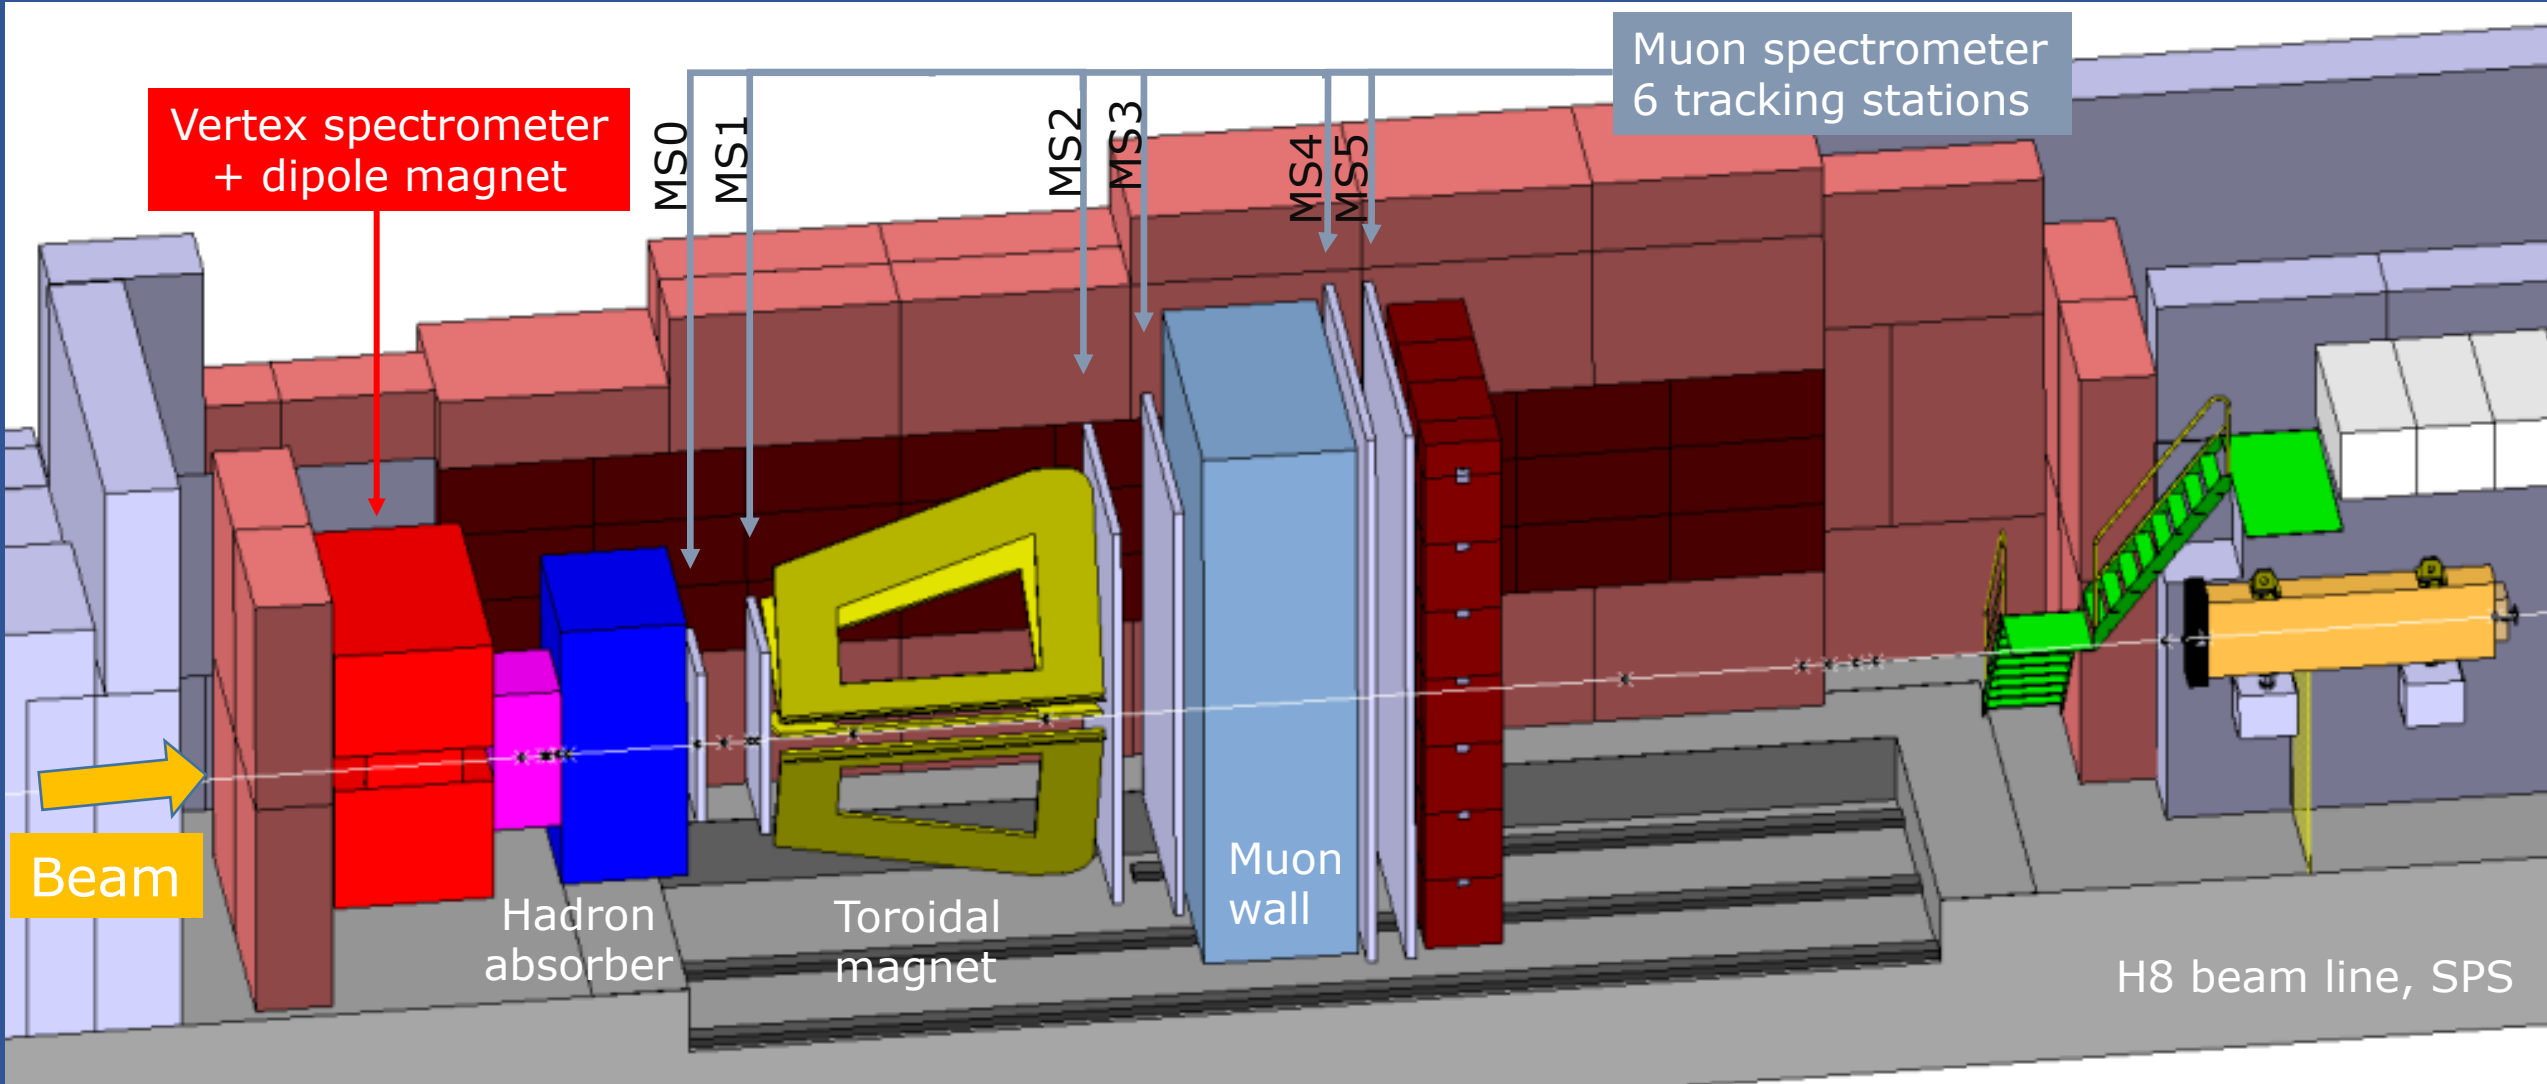 Muon spectrometer
6 tracking stations
Vertex spectrometer
+ dipole magnet
MS0
MS1
MS2
MS3
MS4
MS5
Beam
Hadron
absorber
Toroidal
magnet
Muon
wall
H8 beam line, SPS